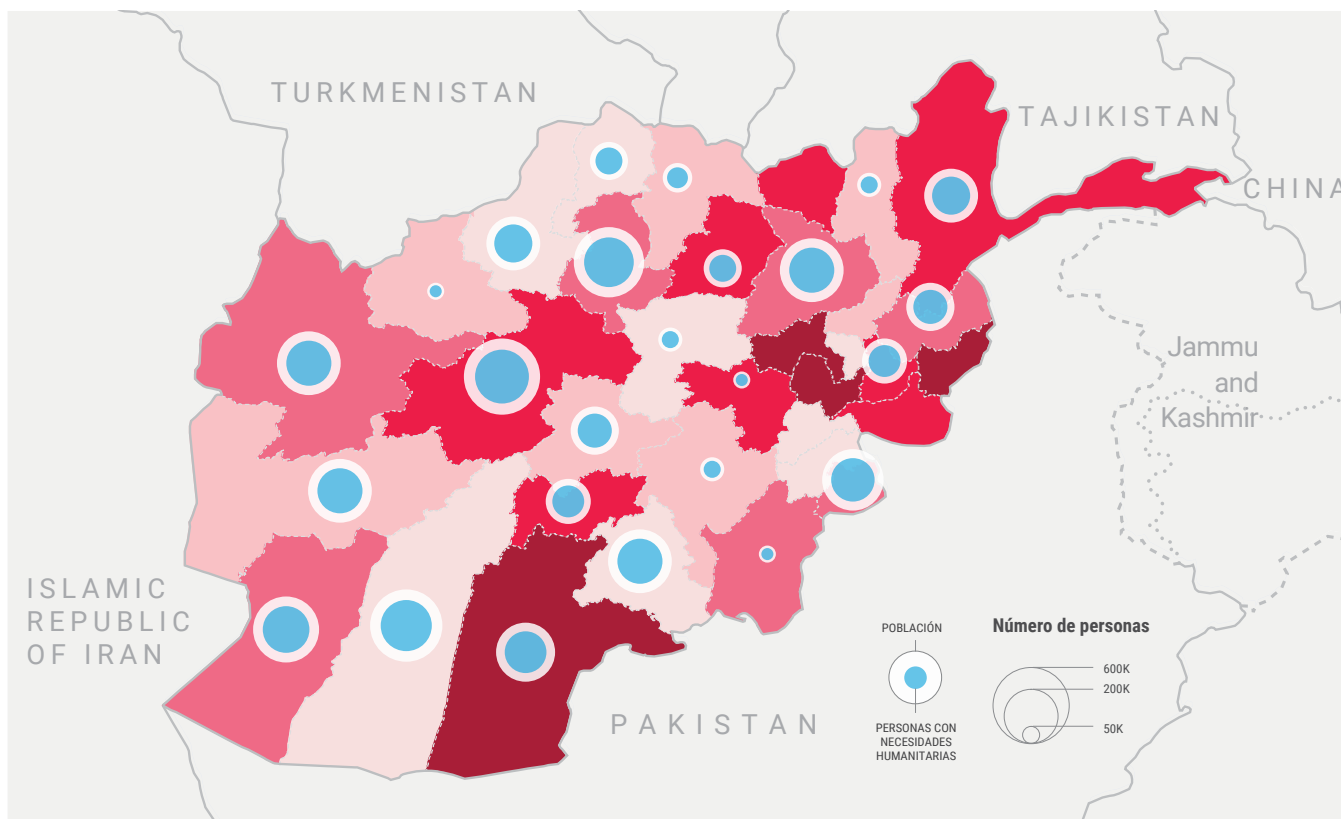 TURKMENISTAN
TAJIKISTAN
CHINA
Jammu
and
Kashmir
ISLAMIC
REPUBLIC
OF IRAN
PAKISTAN
POBLACIÓN
PERSONAS CON
NECESIDADES
HUMANITARIAS
Número de personas
600K
200K
50K